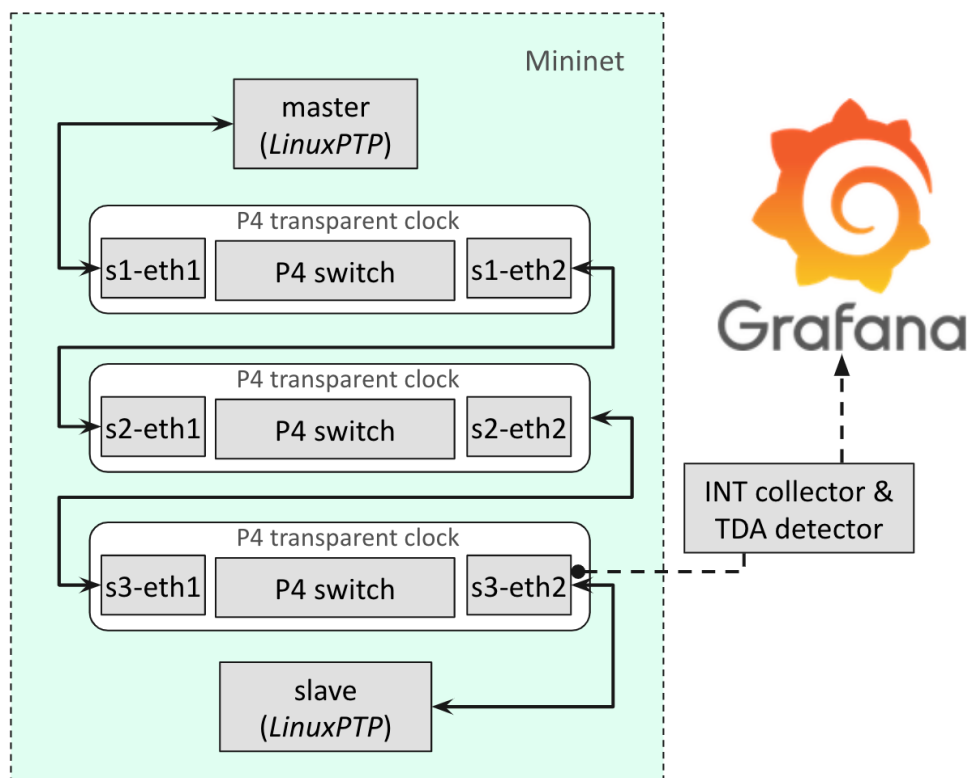 Mininet
master
(LinuxPTP)
P4 transparent clock
s1-eth1
P4 switch
s1-eth2
Grafana
P4 transparent clock
s2-eth1
P4 switch
s2-eth2
INT collector &
TDA detector
P4 transparent clock
s3-eth1
P4 switch
s3-eth2
slave
(LinuxPTP)